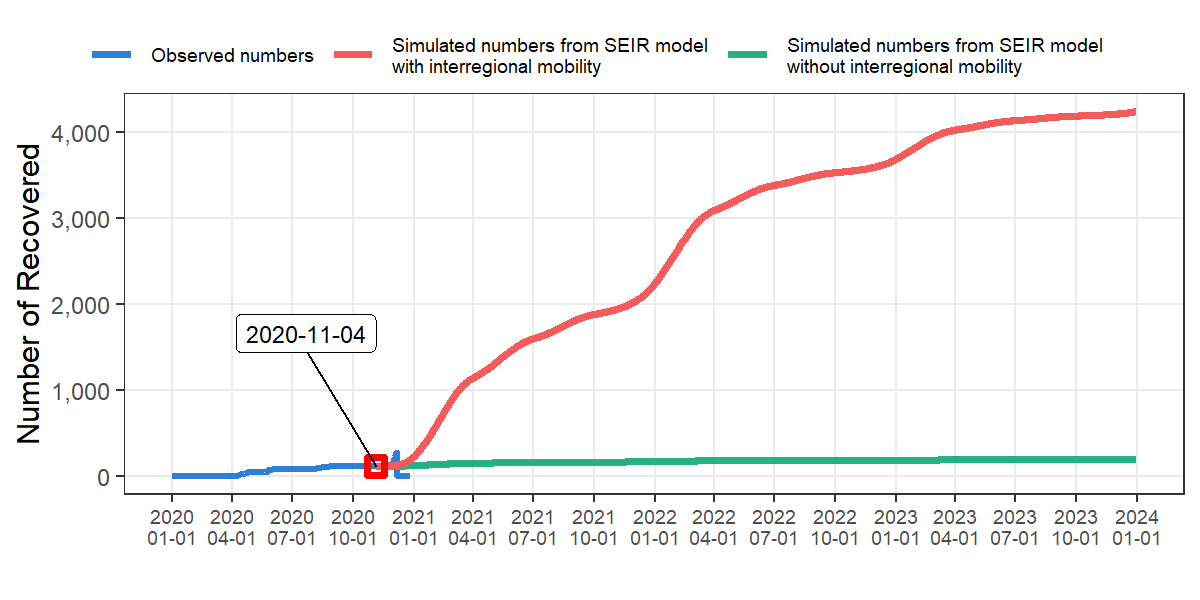 Observed numbers
Simulated numbers from SEIR model
with interregional mobility
Simulated numbers from SEIR model
without interregional mobility
Number of Recovered
4,000
3,000
2,000
1,000
0
2020-11-04
2020 2020 2020 2020 2021 2021 2021 2021 2022 2022 2022 2022 2023 2023 2023 2023 2024
01-01 04-01 07-01 10-01 01-01 04-01 07-01 10-01 01-01 04-01 07-01 10-01 01-01 04-01 07-01 10-01 01-01